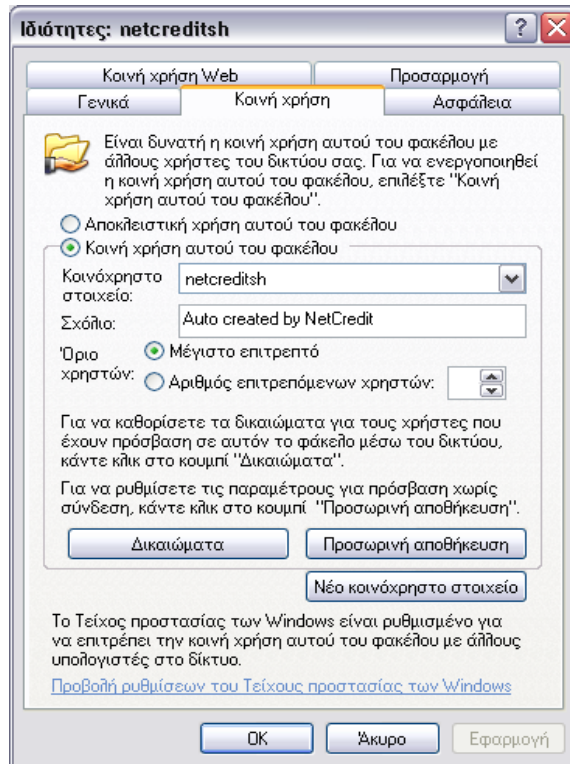 Ιδιότητες: netcreditsh
Κοινή χρήση Web
Προσαρμογή
Γενικά
Κοινή χρήση
Ασφάλεια
Είναι δυνατή η κοινή χρήση αυτού του φακέλου με
άλλους χρήστες του δικτύου σας. Για να ενεργοποιηθεί
η κοινή χρήση αυτού του φακέλου, επιλέξτε "Κοινή
χρήση αυτού του φακέλου".
Αποκλειστική χρήση αυτού του φακέλου
Κοινή χρήση αυτού του φακέλου
Κοινόχρηστο
στοιχείο:
netcreditsh
Σχόλιο:
Auto created by NetCredit
Όριο
χρηστών:
Μέγιστο επιτρεπτό
Αριθμός επιτρεπόμενων χρηστών:
Για να καθορίσετε τα δικαιώματα για τους χρήστες που
έχουν πρόσβαση σε αυτόν το φάκελο μέσω του δικτύου,
κάντε κλικ στο κουμπί "Δικαιώματα".
Για να ρυθμίσετε τις παραμέτρους για πρόσβαση χωρίς
σύνδεση, κάντε κλικ στο κουμπί "Προσωρινή αποθήκευση".
Δικαιώματα
Προσωρινή αποθήκευση
Νέο κοινόχρηστο στοιχείο
Το Τείχος προστασίας των Windows είναι ρυθμισμένο για
να επιτρέπει την κοινή χρήση αυτού του φακέλου με άλλους
υπολογιστές στο δίκτυο.
Προβολή ρυθμίσεων του Τείχους προστασίας των Windows
OK
Άκυρο
Εφαρμογή